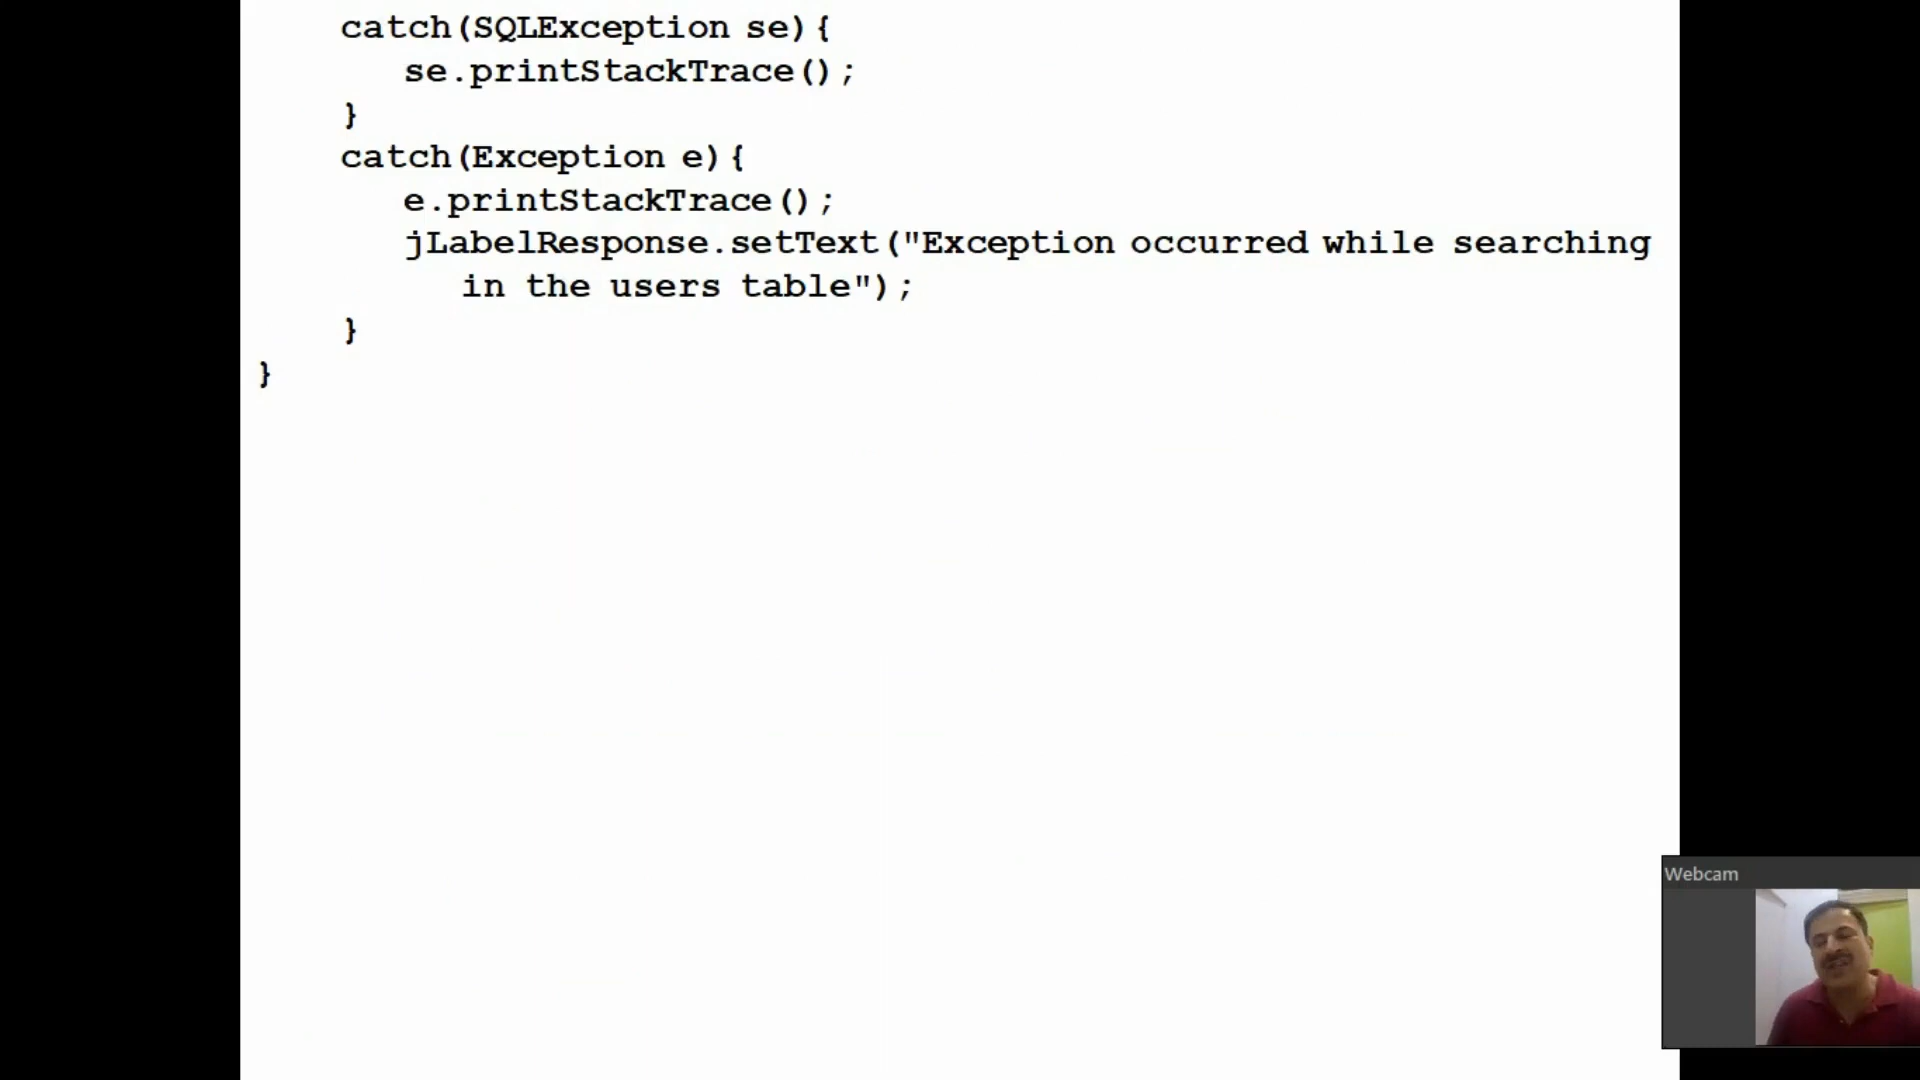 catch(SQLException se){
se.printStackTrace();
}
catch(Exception e){
e.printStackTrace();
jLabelResponse.setText("Exception occurred while searching
in the users table");
}
}
Webcam